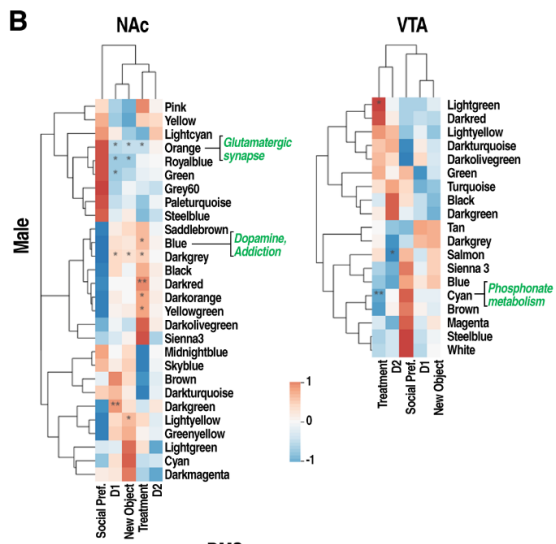 B
NAc
VTA
Male
Pink
Yellow
Lightcyan
Orange
Royalblue
Green
Grey60
Paleturquoise
Steelblue
Saddlebrown
Blue
Darkgrey
Black
Darkred
Darkorange
Yellowgreen
Darkolivegreen
Sienna3
Midnightblue
Skyblue
Brown
Darkturquoise
Darkgreen
Lightyellow
Greenyellow
Lightgreen
Cyan
Darkmagenta
Glutamatergic
synapse
Dopamine,
Addiction
* * *
* *
*
*
* * *
**
*
*
**
*
Social Pref.
D1
New Object
Treatment
D2
1
0
-1
Lightgreen
Darkred
Lightyellow
Darkturquoise
Darkolivegreen
Green
Turquoise
Black
Darkgreen
Tan
Darkgrey
Salmon
Sienna 3
Blue
Cyan
Brown
Magenta
Steelblue
White
Phosphonate
metabolism
*
*
**
Treatment
D2
Social Pref.
D1
New Object